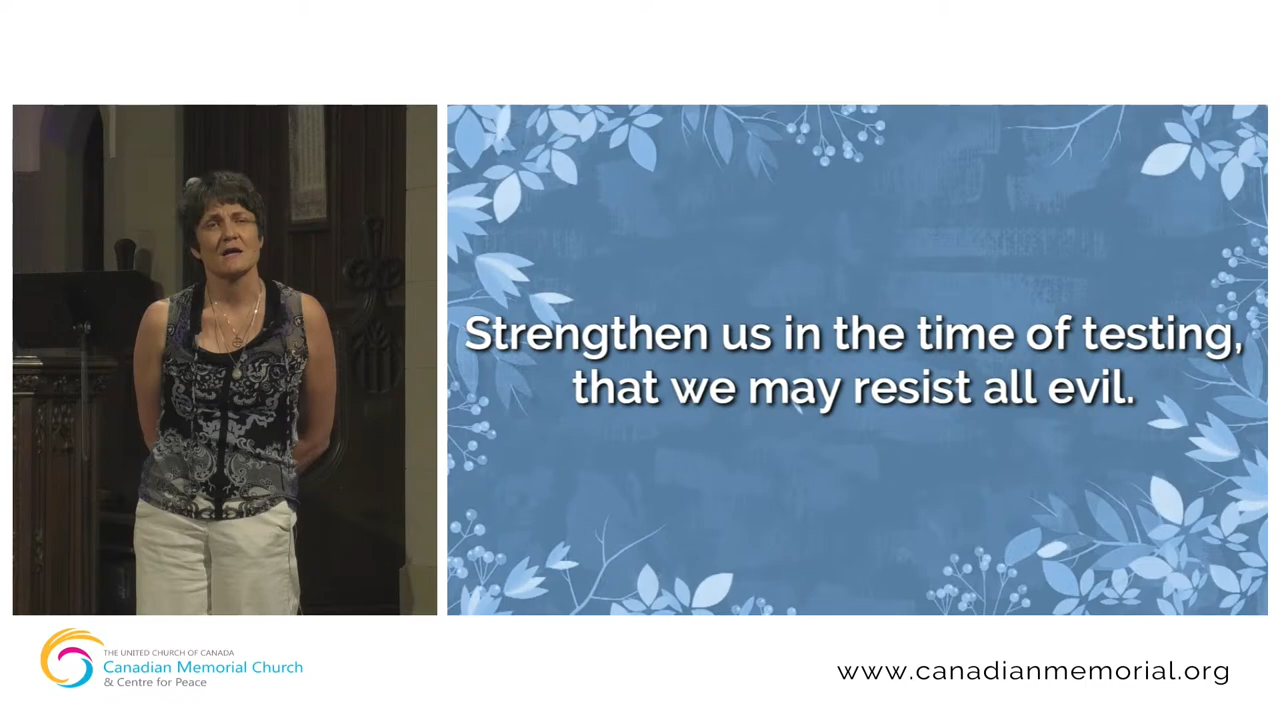 Strengthen us in the time of testing,
that we may resist all evil.
THE UNITED CHURCH OF CANADA
Canadian Memorial Church
& Centre for Peace
www.canadianmemorial.org